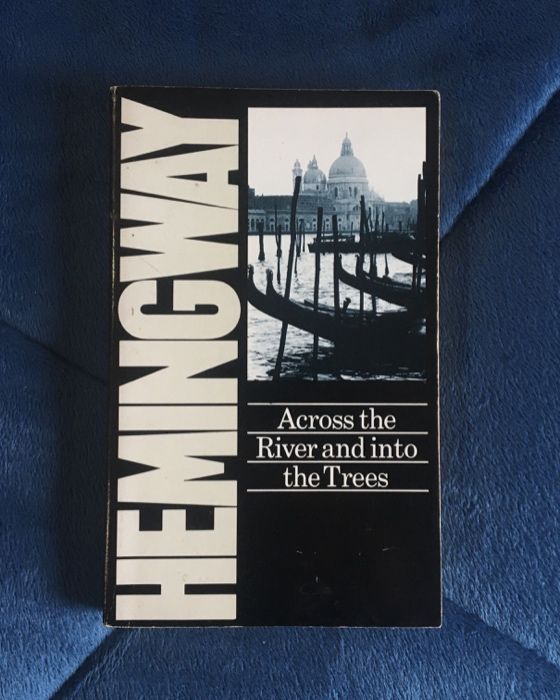 HEMINGWAY
Across the
River and into
the Trees